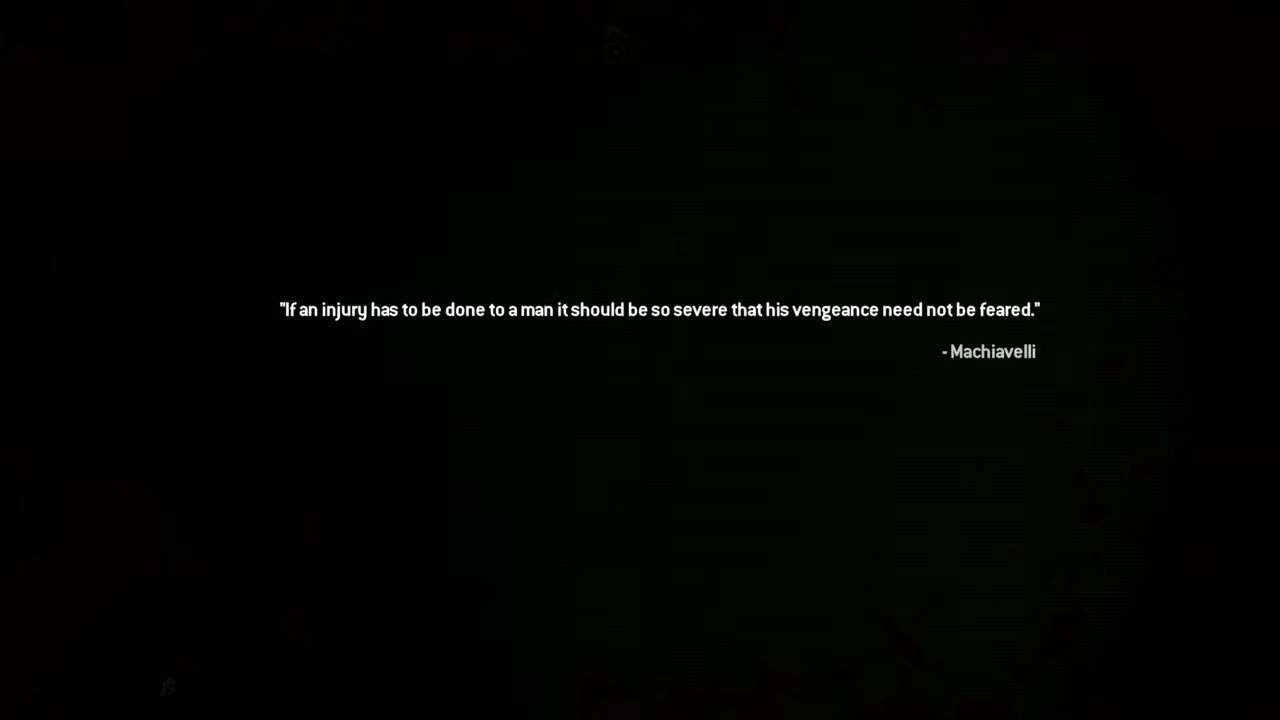 "If an injury has to be done to a man it should be so severe that his vengeance need not be feared."
- Machiavelli